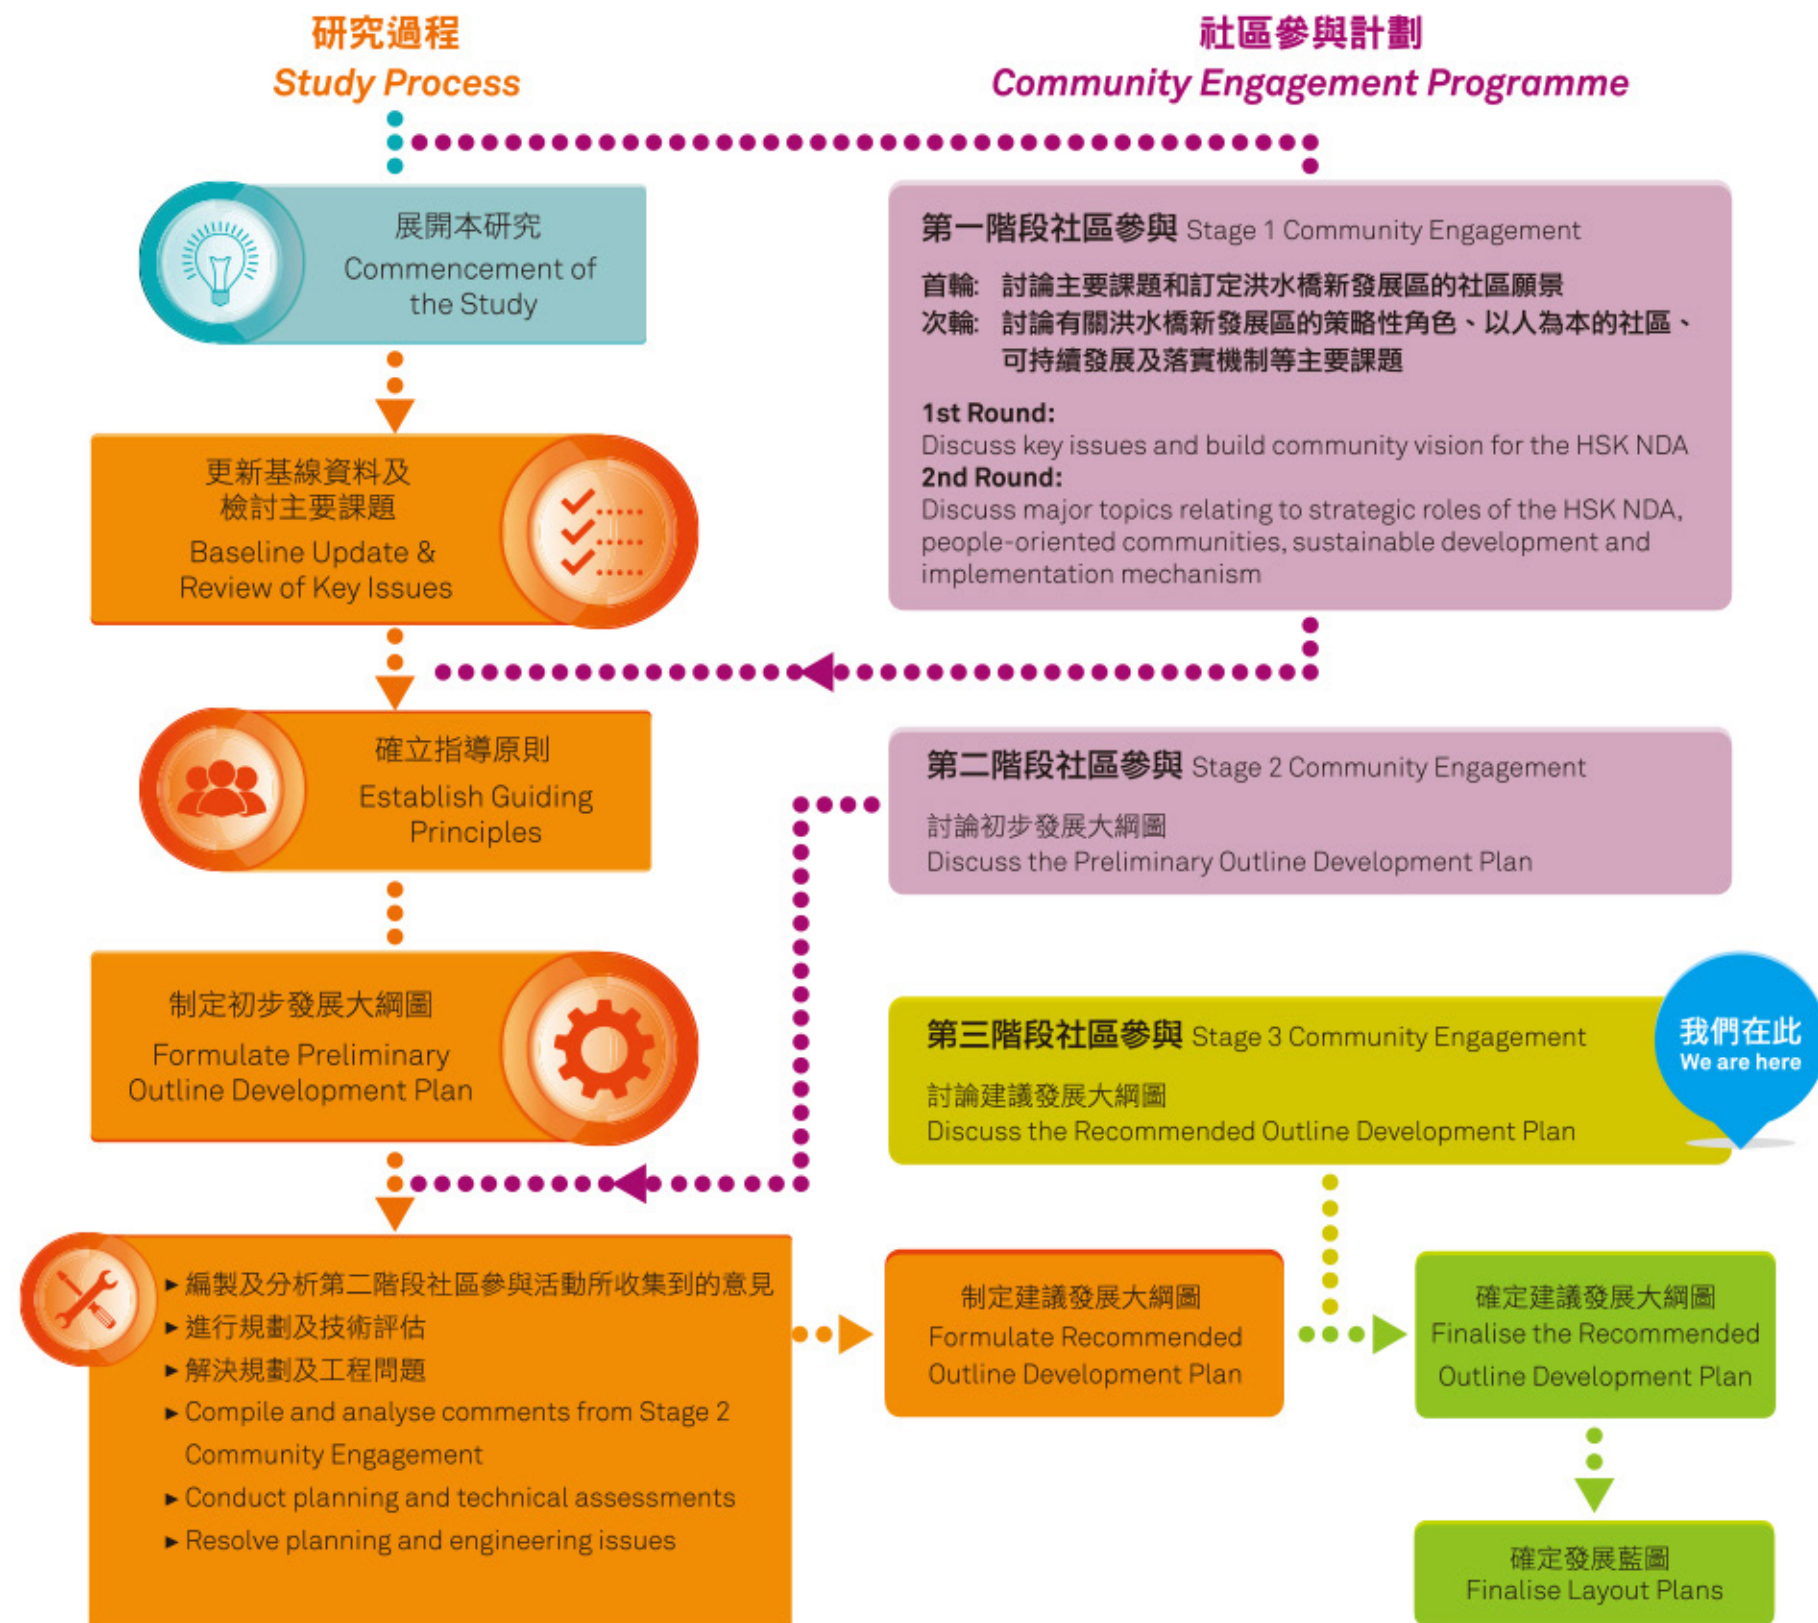 研究過程
Study Process
社區參與計劃
Community Engagement Programme
展開本研究
Commencement of
the Study
第一階段社區參與 Stage 1 Community Engagement
首輪: 討論主要課題和訂定洪水橋新發展區的社區願景
次輪: 討論有關洪水橋新發展區的策略性角色、以人為本的社區、
可持續發展及落實機制等主要課題
1st Round:
Discuss key issues and build community vision for the HSK NDA
2nd Round:
Discuss major topics relating to strategic roles of the HSK NDA,
people-oriented communities, sustainable development and
implementation mechanism
更新基線資料及
檢討主要課題
Baseline Update &
Review of Key Issues
確立指導原則
Establish Guiding
Principles
第二階段社區參與 Stage 2 Community Engagement
討論初步發展大綱圖
Discuss the Preliminary Outline Development Plan
制定初步發展大綱圖
Formulate Preliminary
Outline Development Plan
第三階段社區參與 Stage 3 Community Engagement
討論建議發展大綱圖
Discuss the Recommended Outline Development Plan
我們在此
We are here
▸ 編製及分析第二階段社區參與活動所收集到的意見
▸ 進行規劃及技術評估
▸ 解決規劃及工程問題
▸ Compile and analyse comments from Stage 2
Community Engagement
▸ Conduct planning and technical assessments
▸ Resolve planning and engineering issues
制定建議發展大綱圖
Formulate Recommended
Outline Development Plan
確定建議發展大綱圖
Finalise the Recommended
Outline Development Plan
確定發展藍圖
Finalise Layout Plans